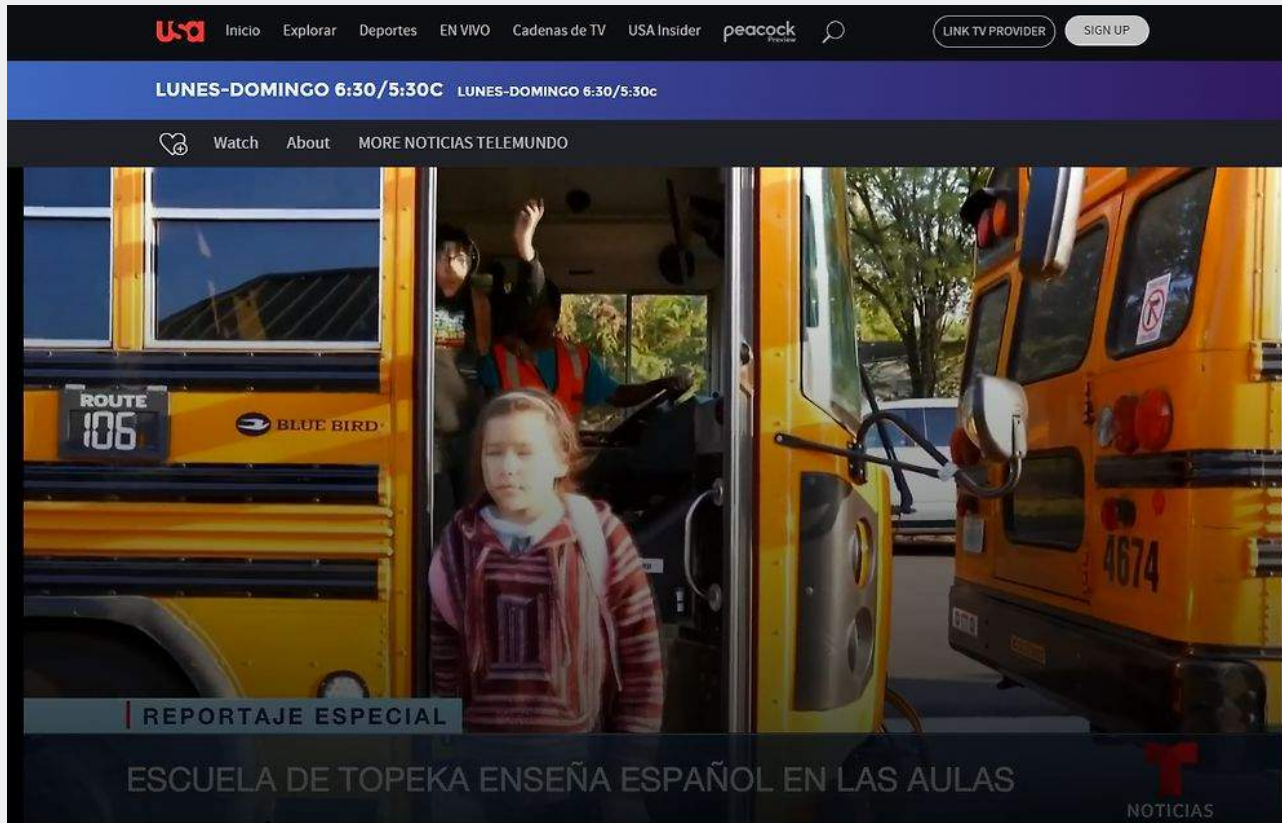 usa Inicio Explorar Deportes EN VIVO Cadenas de TV USA Insider peacock Preview LINK TV PROVIDER SIGN UP
LUNES-DOMINGO 6:30/5:30C LUNES-DOMINGO 6:30/5:30c
Watch About MORE NOTICIAS TELEMUNDO
ROUTE
106
BLUE BIRD
4674
REPORTAJE ESPECIAL
ESCUELA DE TOPEKA ENSEÑA ESPAÑOL EN LAS AULAS
NOTICIAS